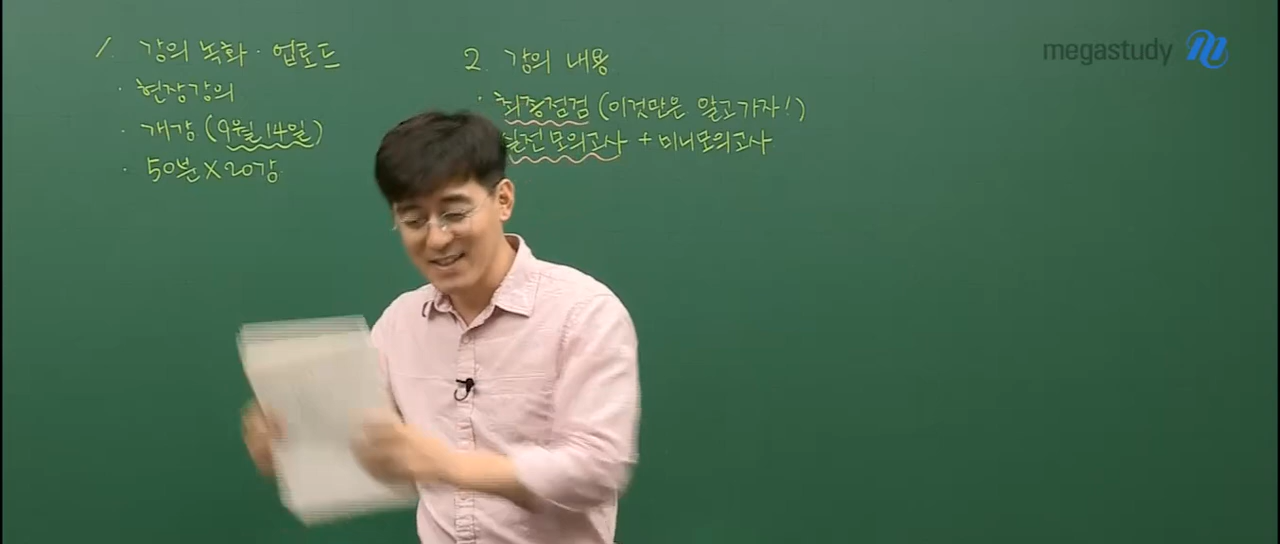 1. 강의 녹화·업로드
· 현장강의
· 개강 (9월 14일)
· 50분×20강
2. 강의 내용
· 최종점검 (이것만은 알고가자!)
실전모의고사 + 미니모의고사
megastudy